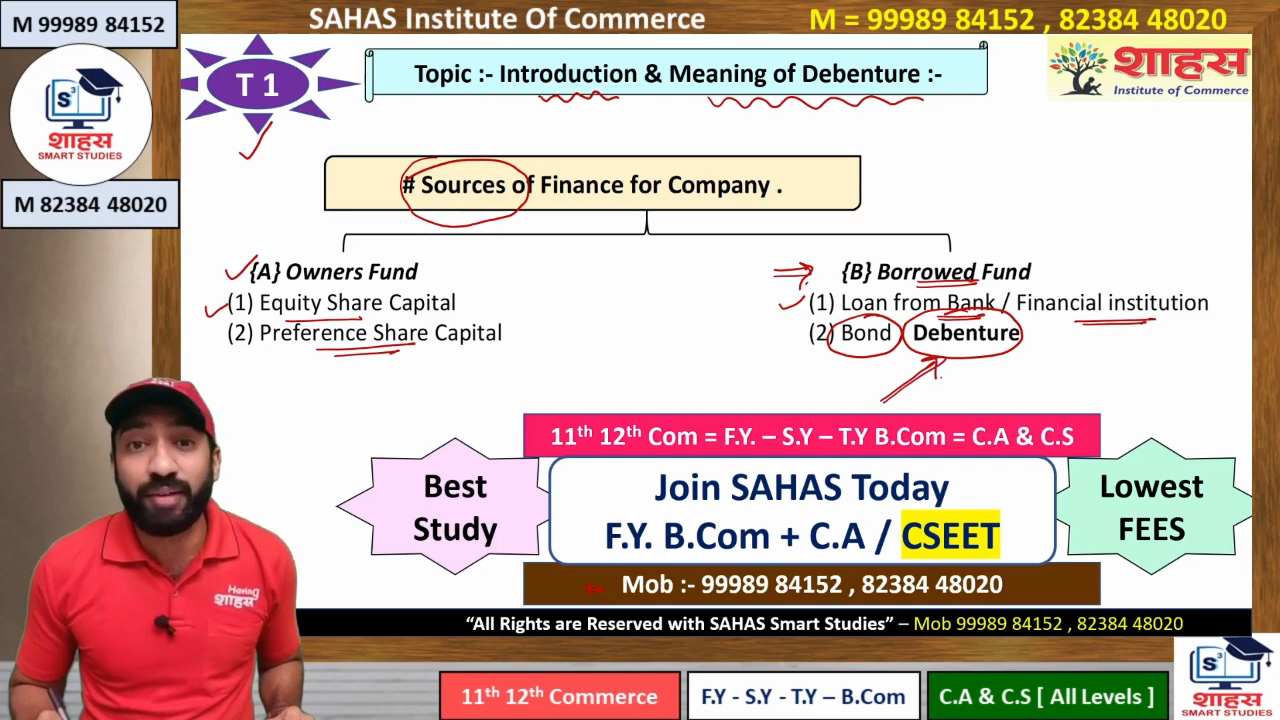 M 99989 84152
SAHAS Institute Of Commerce
M = 99989 84152 , 82384 48020
T 1
Topic :- Introduction & Meaning of Debenture :-
शाहस
Institute of Commerce
S³
शाहस
SMART STUDIES
M 82384 48020
# Sources of Finance for Company .
{A} Owners Fund
(1) Equity Share Capital
(2) Preference Share Capital
{B} Borrowed Fund
(1) Loan from Bank / Financial institution
(2) Bond Debenture
11th 12th Com = F.Y. – S.Y – T.Y B.Com = C.A & C.S
Best
Study
Join SAHAS Today
F.Y. B.Com + C.A / CSEET
Lowest
FEES
Mob :- 99989 84152 , 82384 48020
Having
शाहस
“All Rights are Reserved with SAHAS Smart Studies” – Mob 99989 84152 , 82384 48020
11th 12th Commerce
F.Y - S.Y - T.Y – B.Com
C.A & C.S [ All Levels ]
S³
शाहस
SMART STUDIES